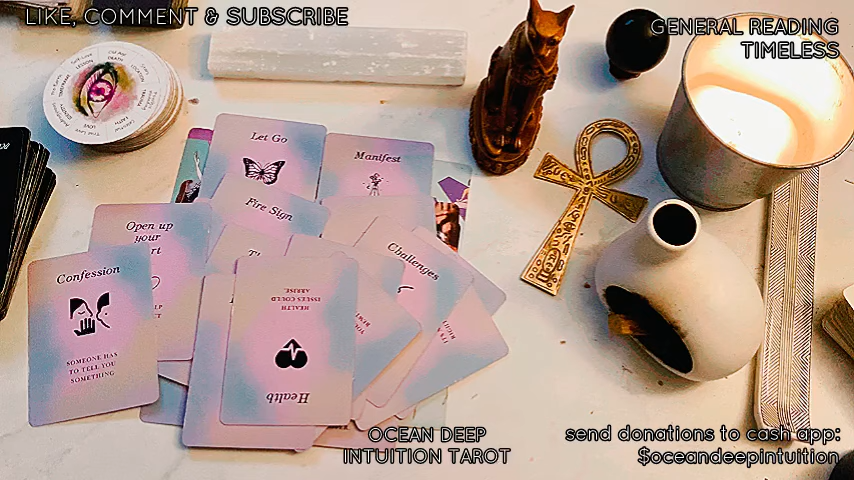 LIKE, COMMENT & SUBSCRIBE
GENERAL READING
TIMELESS
Let Go
Manifest
Fire Sign
Open up
your
Challenges
Confession
SOMEONE HAS
TO TELL YOU
SOMETHING
HEALTH
ISSUES COULD
ARISE
Health
OCEAN DEEP
INTUITION TAROT
send donations to cash app:
$oceandeepintuition